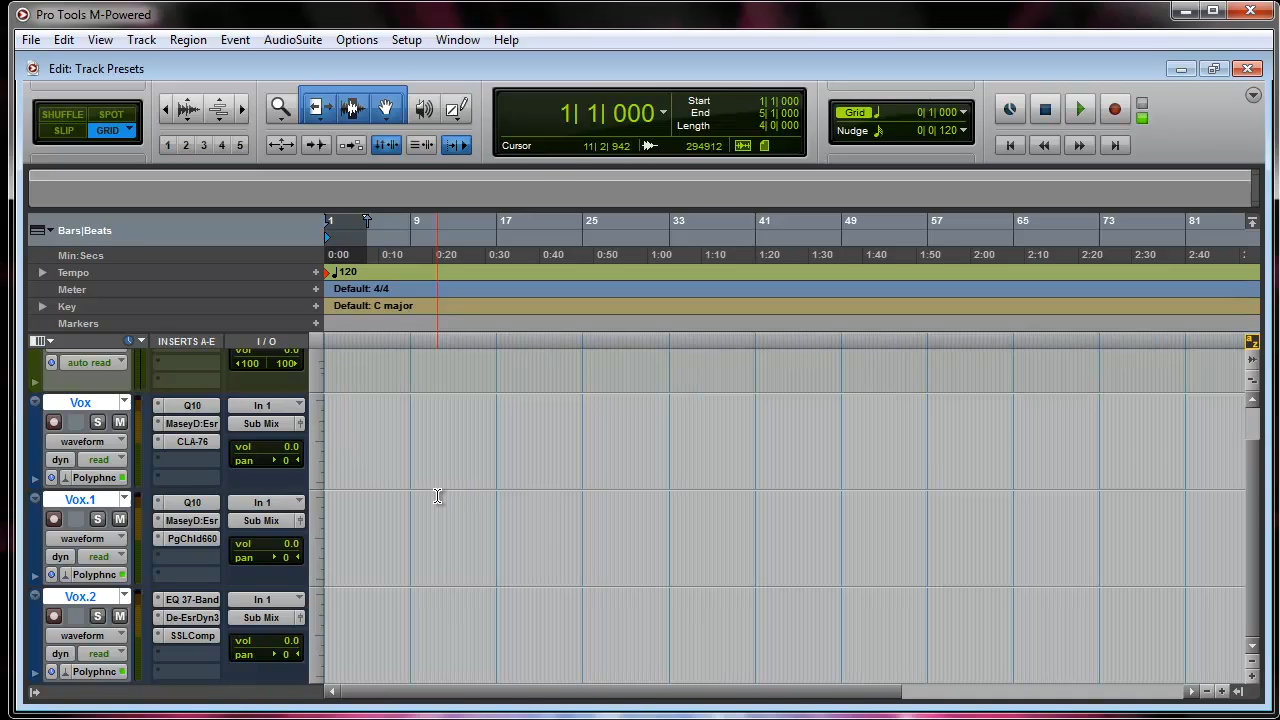 Pro Tools M-Powered
File Edit View Track Region Event AudioSuite Options Setup Window Help
Edit: Track Presets
SHUFFLE SPOT
SLIP GRID
1 2 3 4 5
1| 1| 000
Start 1| 1| 000
End 5| 1| 000
Length 4| 0| 000
Cursor 11| 2| 942 294912
Grid 0| 1| 000
Nudge 0| 0| 120
Bars|Beats 1 9 17 25 33 41 49 57 65 73 81
Min:Secs 0:00 0:10 0:20 0:30 0:40 0:50 1:00 1:10 1:20 1:30 1:40 1:50 2:00 2:10 2:20 2:30 2:40
Tempo 120
Meter Default: 4/4
Key Default: C major
Markers
INSERTS A-E I / O
a z
vol 0.0
auto read 100 100
Vox Q10 In 1
S M MaseyD:Esr Sub Mix
waveform CLA-76 vol 0.0
dyn read pan 0
Polyphnc
Vox.1 Q10 In 1
S M MaseyD:Esr Sub Mix
waveform PgChld660 vol 0.0
dyn read pan 0
Polyphnc
Vox.2 EQ 37-Band In 1
S M De-EsrDyn3 Sub Mix
waveform SSLComp vol 0.0
dyn read pan 0
Polyphnc